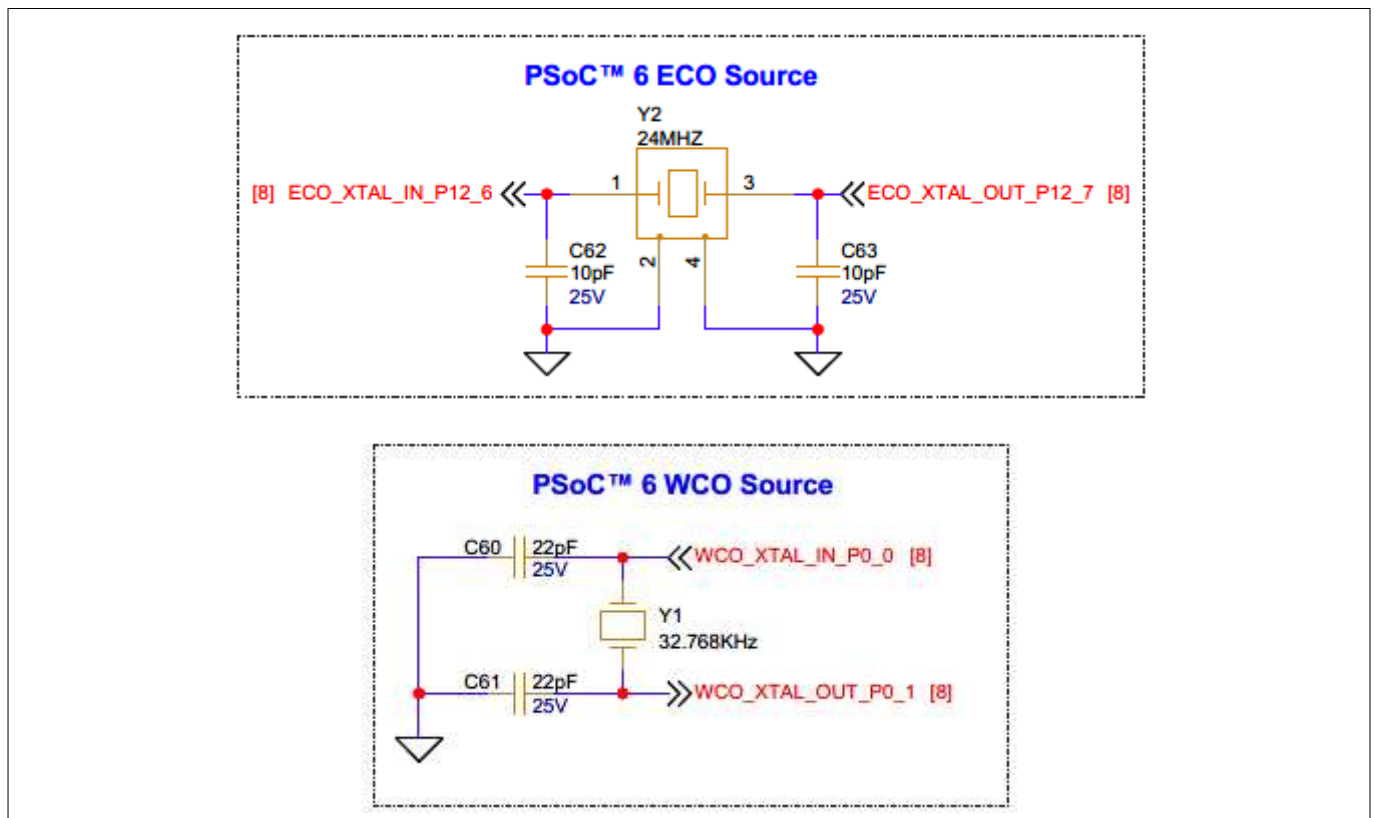 PSoC™ 6 ECO Source
Y2
24MHZ
[8] ECO_XTAL_IN_P12_6
1
3
ECO_XTAL_OUT_P12_7 [8]
C62
10pF
25V
2
4
C63
10pF
25V
PSoC™ 6 WCO Source
C60
22pF
25V
WCO_XTAL_IN_P0_0 [8]
Y1
32.768KHz
C61
22pF
25V
WCO_XTAL_OUT_P0_1 [8]